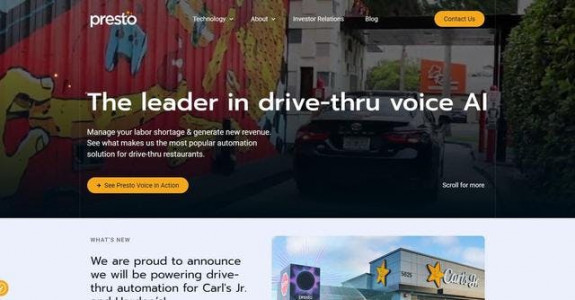 presto
Technology
About
Investor Relations
Blog
Contact Us
The leader in drive-thru voice AI
Manage your labor shortage & generate new revenue.
See what makes us the most popular automation
solution for drive-thru restaurants.
+ See Presto Voice in Action
Scroll for more
WHAT'S NEW
We are proud to announce
we will be powering drive-
thru automation for Carl's Jr.
5025
Carl's Jr.